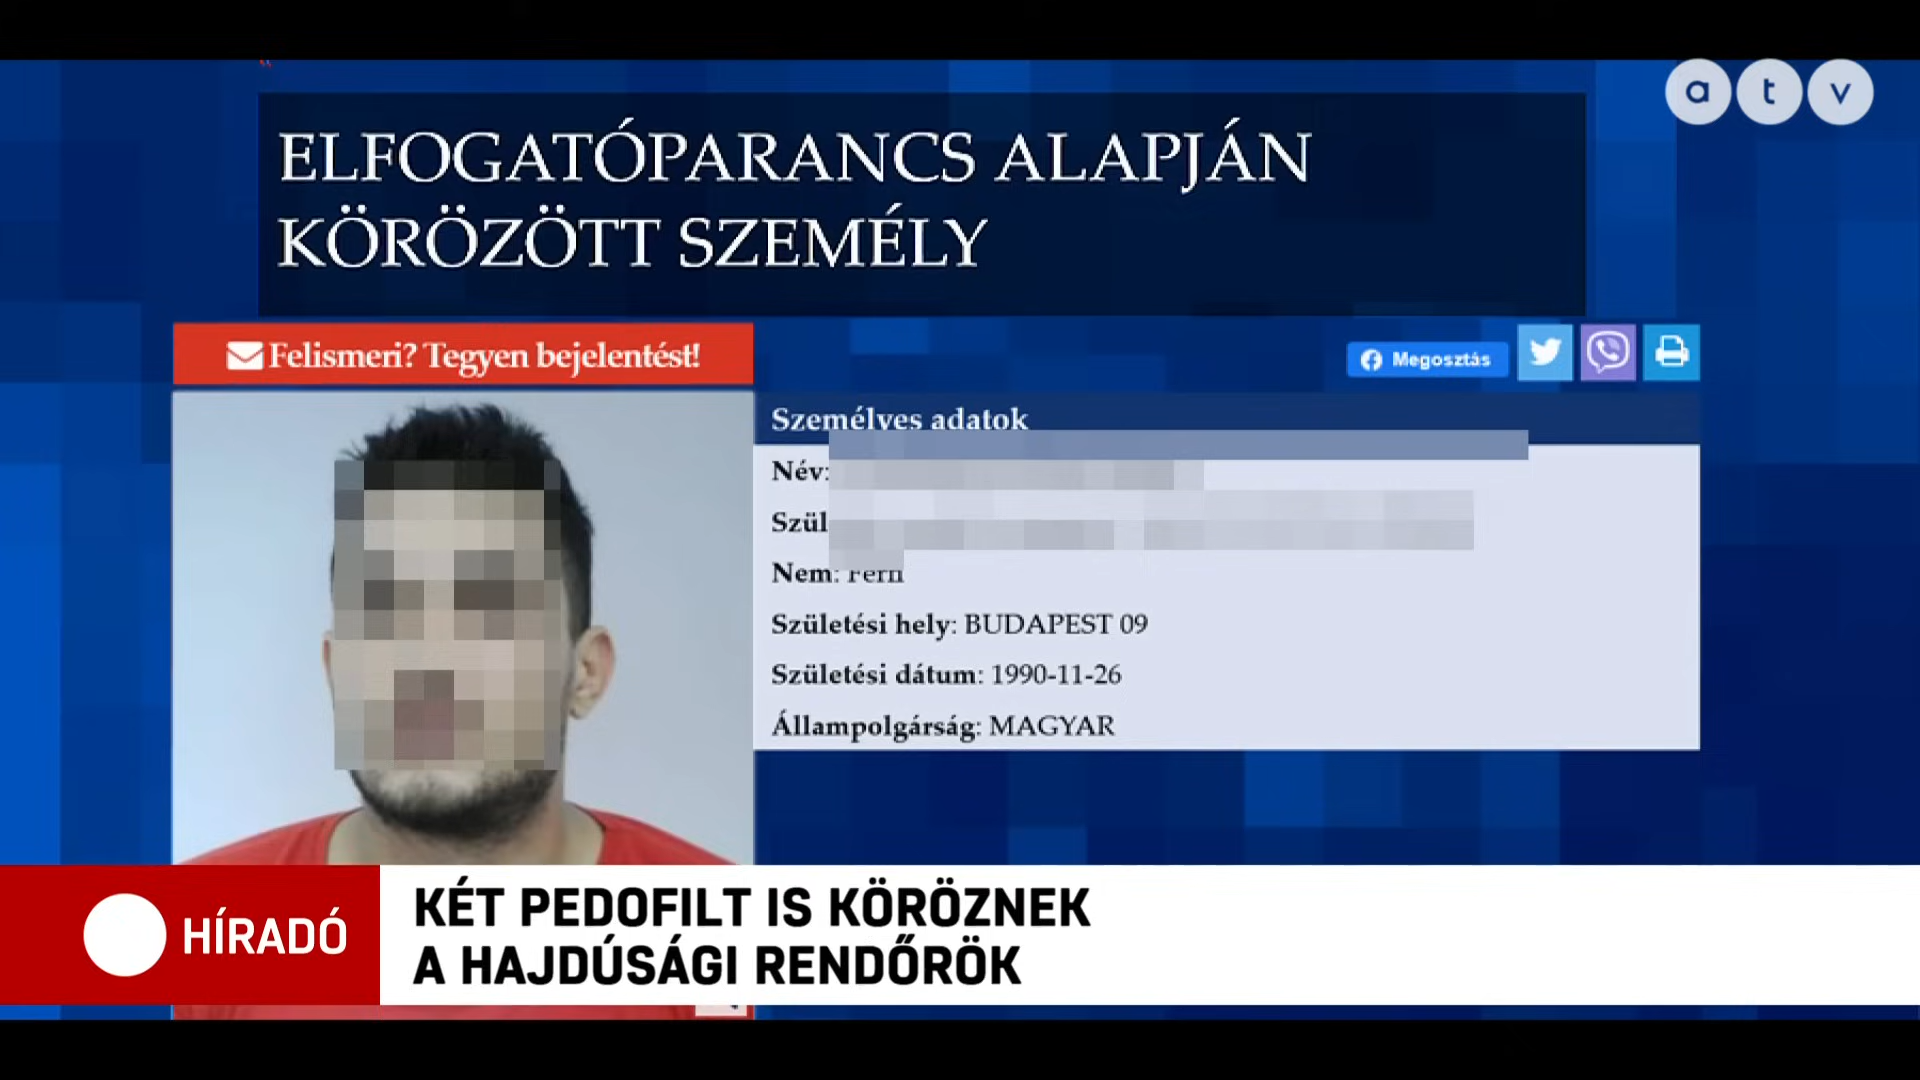 a t v
ELFOGATÓPARANCS ALAPJÁN
KÖRÖZÖTT SZEMÉLY
Felismeri? Tegyen bejelentést!
Megosztás
Személyes adatok
Név:
Szül
Nem:
Születési hely: BUDAPEST 09
Születési dátum: 1990-11-26
Állampolgárság: MAGYAR
HÍRADÓ
KÉT PEDOFILT IS KÖRÖZNEK
A HAJDÚSÁGI RENDŐRÖK